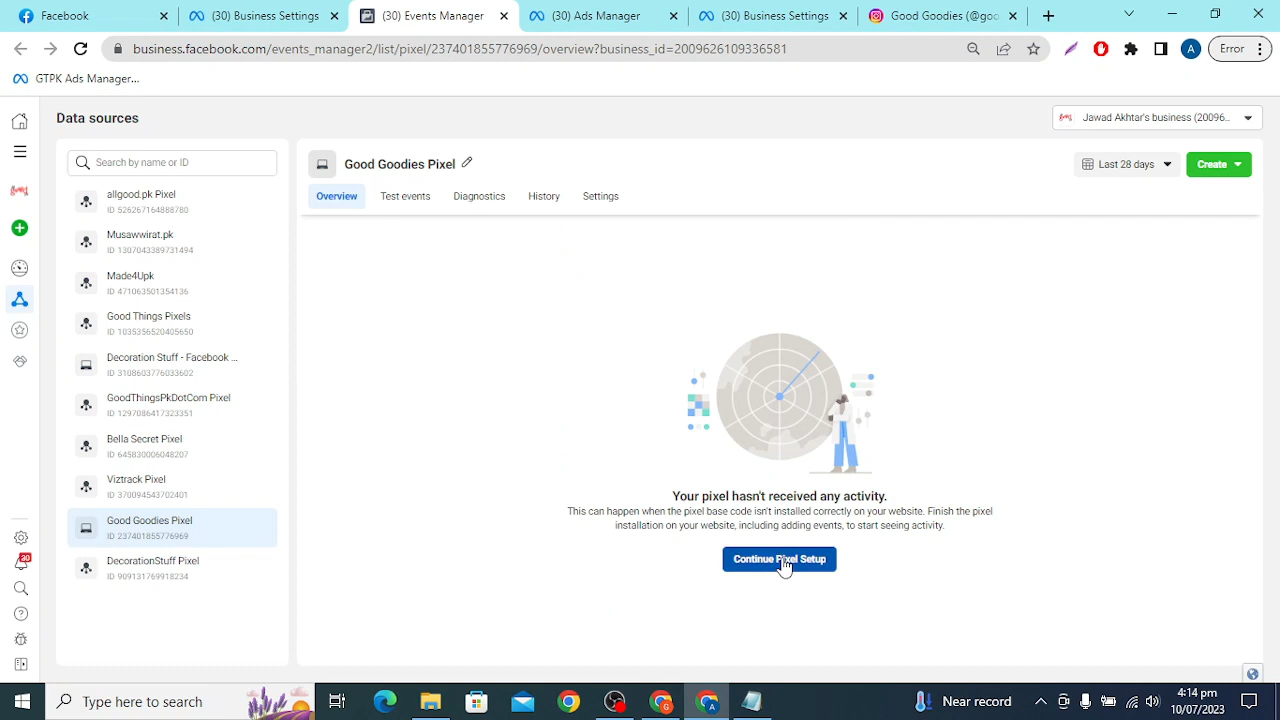 Facebook
(30) Business Settings
(30) Events Manager
(30) Ads Manager
(30) Business Settings
Good Goodies (@goo
business.facebook.com/events_manager2/list/pixel/237401855776969/overview?business_id=2009626109336581
A
Error
GTPK Ads Manager...
Data sources
Jawad Akhtar's business (20096...
Search by name or ID
Good Goodies Pixel
Last 28 days
Create
Overview
Test events
Diagnostics
History
Settings
allgood.pk Pixel
ID 526267164888780
Musawwirat.pk
ID 1307043389731494
Made4Upk
ID 471063501354136
Good Things Pixels
ID 1035356520405650
Decoration Stuff - Facebook ...
ID 3108603776033602
GoodThingsPkDotCom Pixel
ID 1297086417323351
Bella Secret Pixel
ID 645830006048207
Viztrack Pixel
ID 370094543702401
Good Goodies Pixel
ID 237401855776969
DecorationStuff Pixel
ID 909131769918234
Your pixel hasn't received any activity.
This can happen when the pixel base code isn't installed correctly on your website. Finish the pixel
installation on your website, including adding events, to start seeing activity.
Continue Pixel Setup
30
Type here to search
Near record
4:14 pm
10/07/2023